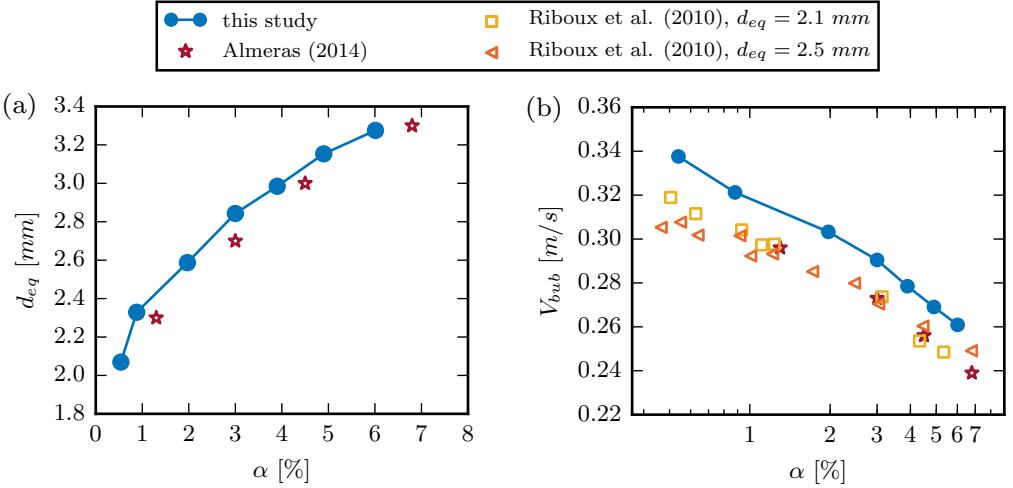 this study
Almeras (2014)
Riboux et al. (2010), d_eq = 2.1 mm
Riboux et al. (2010), d_eq = 2.5 mm
(a)
3.4
3.2
3.0
2.8
2.6
2.4
2.2
2.0
1.8
d_eq [mm]
0 1 2 3 4 5 6 7 8
α [%]
(b)
0.36
0.34
0.32
0.30
0.28
0.26
0.24
0.22
V_bub [m/s]
1 2 3 4 5 6 7
α [%]